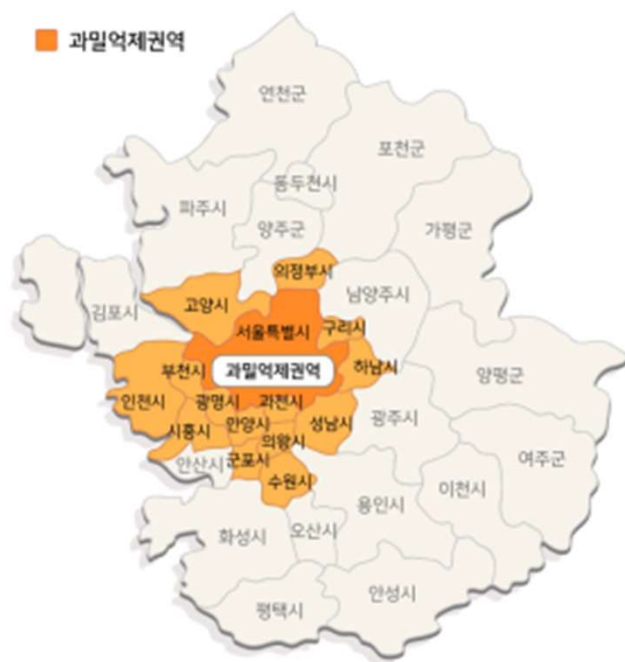 과밀억제권역
연천군
포천군
동두천시
파주시
양주군
가평군
의정부시
고양시
남양주시
김포시
서울특별시
구리시
부천시
과밀억제권역
하남시
양평군
인천시
광명시
과천시
시흥시
안양시
성남시
광주시
의왕시
안산시
군포시
여주군
수원시
이천시
용인시
화성시
오산시
안성시
평택시